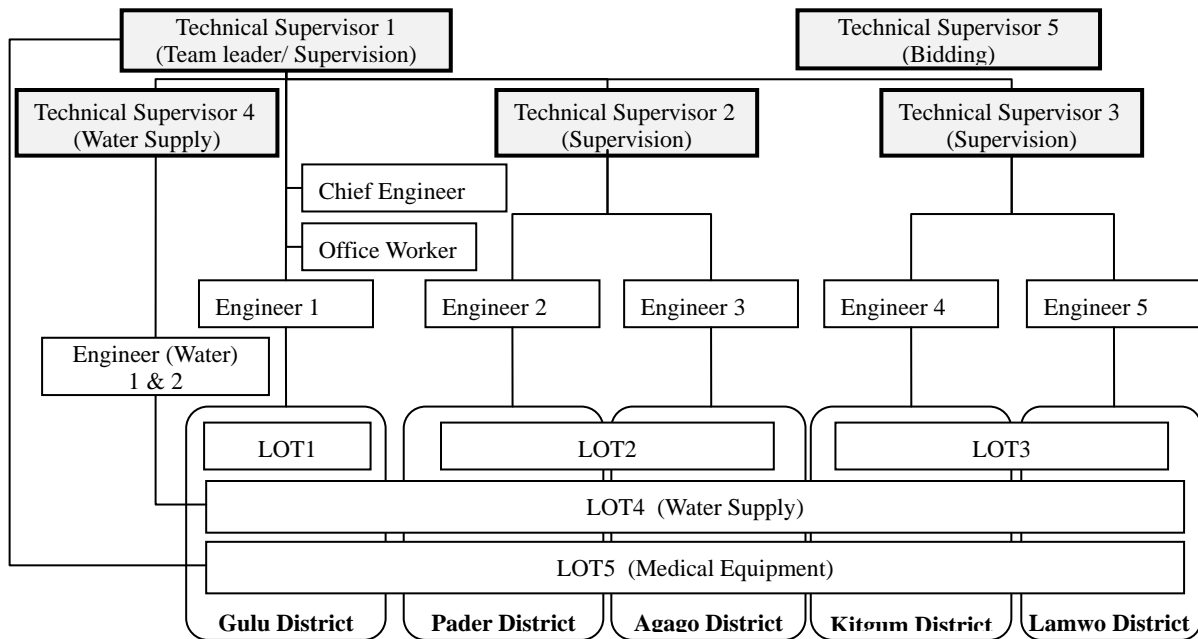 Technical Supervisor 1
(Team leader/ Supervision)
Technical Supervisor 5
(Bidding)
Technical Supervisor 4
(Water Supply)
Technical Supervisor 2
(Supervision)
Technical Supervisor 3
(Supervision)
Chief Engineer
Office Worker
Engineer 1
Engineer 2
Engineer 3
Engineer 4
Engineer 5
Engineer (Water)
1 & 2
LOT1
LOT2
LOT3
LOT4 (Water Supply)
LOT5 (Medical Equipment)
Gulu District
Pader District
Agago District
Kitgum District
Lamwo District